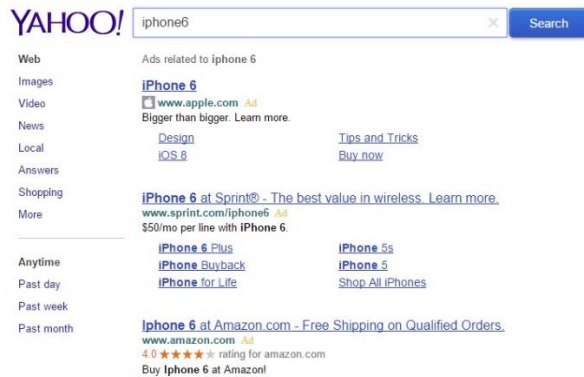 YAHOO! iphone6 Search
Web
Images
Video
News
Local
Answers
Shopping
More
Anytime
Past day
Past week
Past month
Ads related to iphone 6
iPhone 6
www.apple.com Ad
Bigger than bigger. Learn more.
Design Tips and Tricks
iOS 8 Buy now
iPhone 6 at Sprint® - The best value in wireless. Learn more.
www.sprint.com/iphone6 Ad
$50/mo per line with iPhone 6.
iPhone 6 Plus iPhone 5s
iPhone Buyback iPhone 5
iPhone for Life Shop All iPhones
Iphone 6 at Amazon.com - Free Shipping on Qualified Orders.
www.amazon.com Ad
4.0 ★★★★★ rating for amazon.com
Buy Iphone 6 at Amazon!